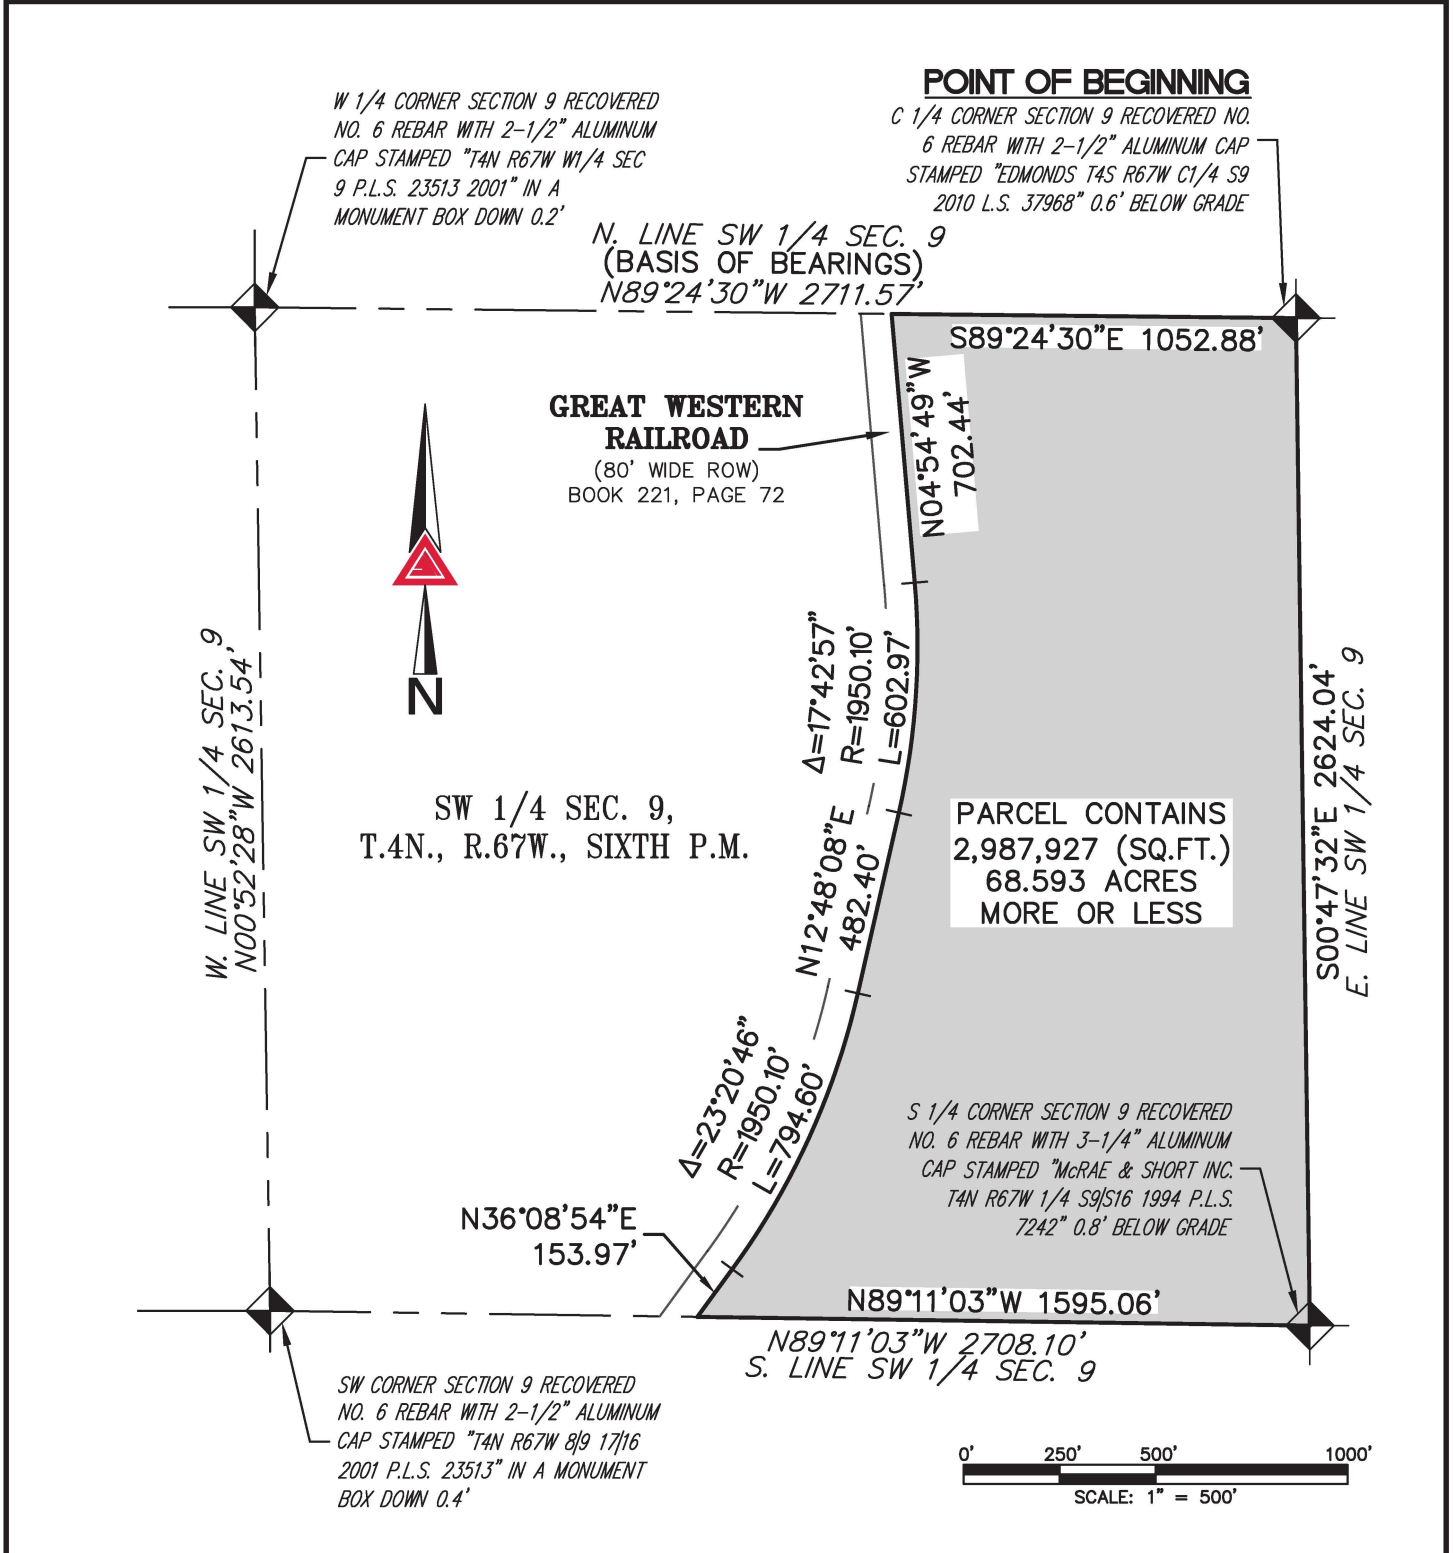 POINT OF BEGINNING
C 1/4 CORNER SECTION 9 RECOVERED NO.
6 REBAR WITH 2-1/2" ALUMINUM CAP
STAMPED "EDMONDS T4S R67W C1/4 S9
2010 L.S. 37968" 0.6' BELOW GRADE
W 1/4 CORNER SECTION 9 RECOVERED
NO. 6 REBAR WITH 2-1/2" ALUMINUM
CAP STAMPED "T4N R67W W1/4 SEC
9 P.L.S. 23513 2001" IN A
MONUMENT BOX DOWN 0.2'
N. LINE SW 1/4 SEC. 9
(BASIS OF BEARINGS)
N89°24'30"W 2711.57'
S89°24'30"E 1052.88'
N04°54'49"W
702.44'
GREAT WESTERN
RAILROAD
(80' WIDE ROW)
BOOK 221, PAGE 72
N
W. LINE SW 1/4 SEC. 9
N00°52'28"W 2613.54'
Δ=17°42'57"
R=1950.10'
L=602.97'
SW 1/4 SEC. 9,
T.4N., R.67W., SIXTH P.M.
N12°48'08"E
482.40'
PARCEL CONTAINS
2,987,927 (SQ.FT.)
68.593 ACRES
MORE OR LESS
S00°47'32"E 2624.04'
E. LINE SW 1/4 SEC. 9
Δ=23°20'46"
R=1950.10'
L=794.60'
S 1/4 CORNER SECTION 9 RECOVERED
NO. 6 REBAR WITH 3-1/4" ALUMINUM
CAP STAMPED "McRAE & SHORT INC.
T4N R67W 1/4 S9|S16 1994 P.L.S.
7242" 0.8' BELOW GRADE
N36°08'54"E
153.97'
N89°11'03"W 1595.06'
N89°11'03"W 2708.10'
S. LINE SW 1/4 SEC. 9
SW CORNER SECTION 9 RECOVERED
NO. 6 REBAR WITH 2-1/2" ALUMINUM
CAP STAMPED "T4N R67W 8|9 17|16
2001 P.L.S. 23513" IN A MONUMENT
BOX DOWN 0.4'
0' 250' 500' 1000'
SCALE: 1" = 500'